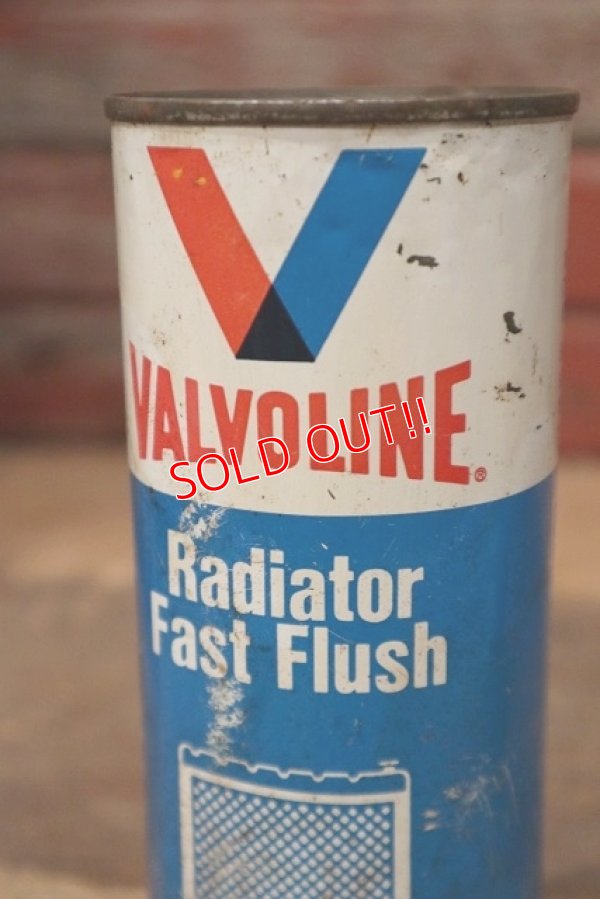 VALVOLINE®
SOLD OUT!!
Radiator
Fast Flush